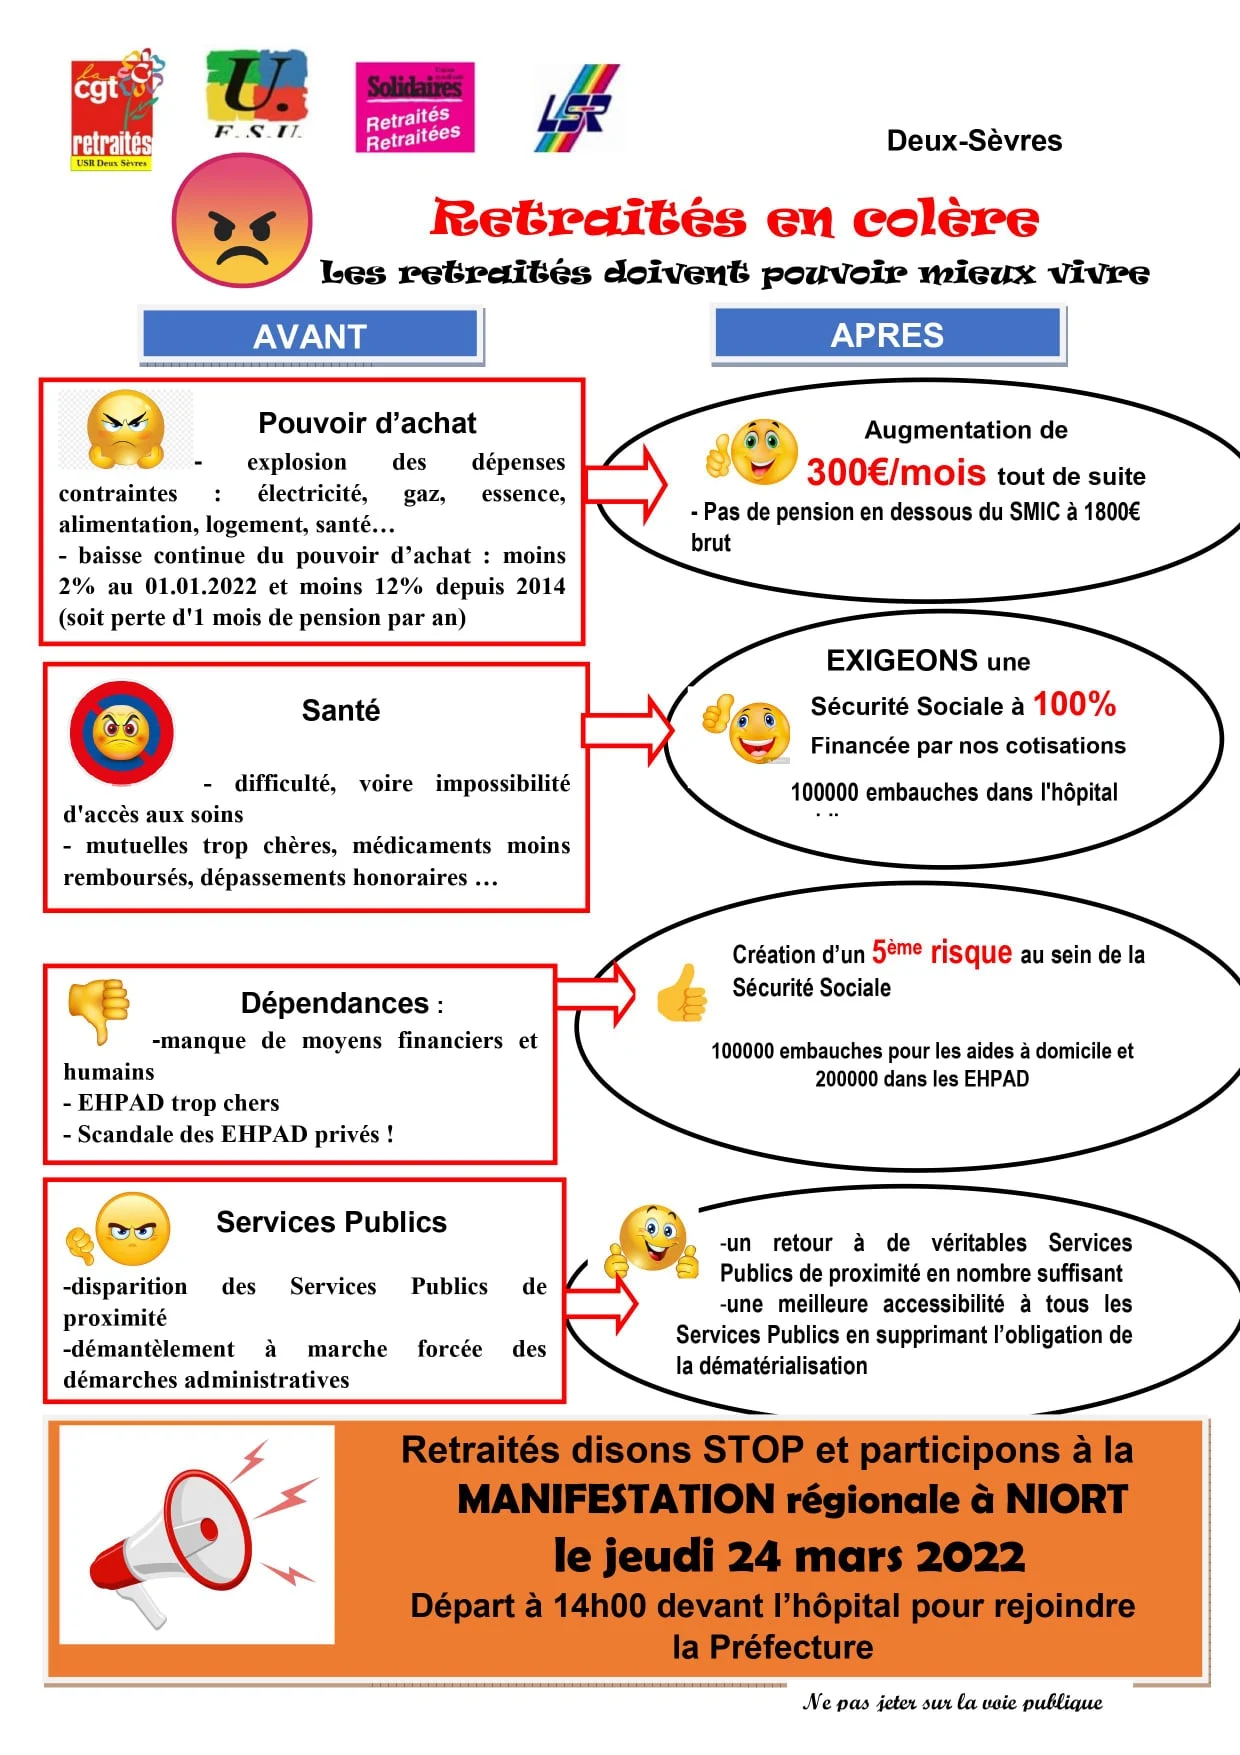 la
cgt
retraités
USR Deux Sèvres
U.
F.S.U.
Solidaires
Retraités
Retraitées
LSR
Deux-Sèvres
Retraités en colère
Les retraités doivent pouvoir mieux vivre
AVANT
APRES
Pouvoir d’achat
- explosion des dépenses
contraintes : électricité, gaz, essence,
alimentation, logement, santé…
- baisse continue du pouvoir d’achat : moins
2% au 01.01.2022 et moins 12% depuis 2014
(soit perte d'1 mois de pension par an)
Augmentation de
300€/mois tout de suite
- Pas de pension en dessous du SMIC à 1800€
brut
Santé
- difficulté, voire impossibilité
d'accès aux soins
- mutuelles trop chères, médicaments moins
remboursés, dépassements honoraires …
EXIGEONS une
Sécurité Sociale à 100%
Financée par nos cotisations
100000 embauches dans l'hôpital
Dépendances :
-manque de moyens financiers et
humains
- EHPAD trop chers
- Scandale des EHPAD privés !
Création d’un 5ème risque au sein de la
Sécurité Sociale
100000 embauches pour les aides à domicile et
200000 dans les EHPAD
Services Publics
-disparition des Services Publics de
proximité
-démantèlement à marche forcée des
démarches administratives
-un retour à de véritables Services
Publics de proximité en nombre suffisant
-une meilleure accessibilité à tous les
Services Publics en supprimant l’obligation de
la dématérialisation
Retraités disons STOP et participons à la
MANIFESTATION régionale à NIORT
le jeudi 24 mars 2022
Départ à 14h00 devant l’hôpital pour rejoindre
la Préfecture
Ne pas jeter sur la voie publique